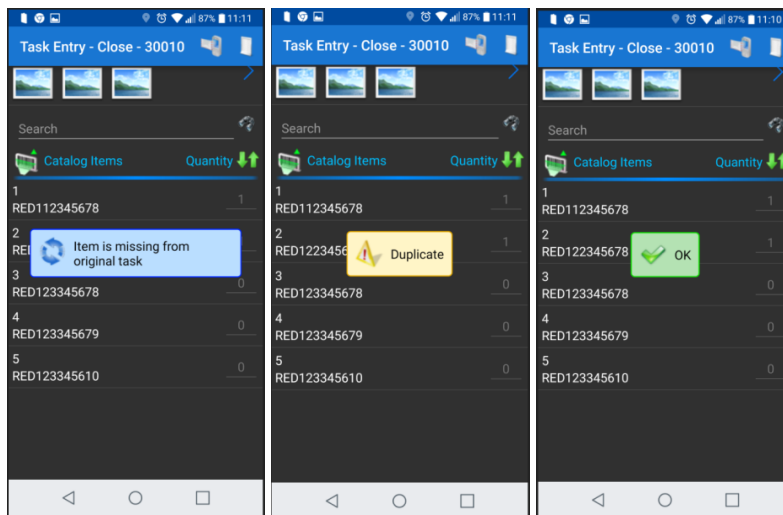 87% 11:11
Task Entry - Close - 30010
Search
Catalog Items Quantity
1
RED112345678 1
2
Item is missing from
original task
3
RED123345678 0
4
RED123345679 0
5
RED123345610 0
87% 11:11
Task Entry - Close - 30010
Search
Catalog Items Quantity
1
RED112345678 1
2
RED12234567 1
Duplicate
3
RED123345678 0
4
RED123345679 0
5
RED123345610 0
87% 11:10
Task Entry - Close - 30010
Search
Catalog Items Quantity
1
RED112345678 1
2
RED122345678 1
OK
3
RED123345678 0
4
RED123345679 0
5
RED123345610 0